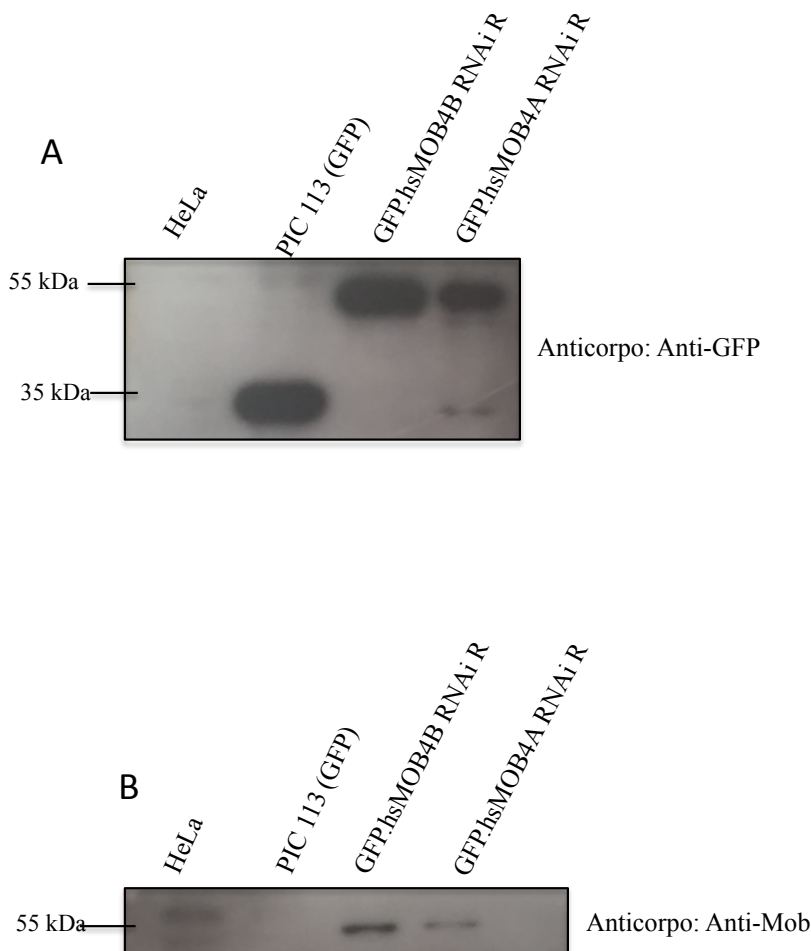 A
HeLa
PIC 113 (GFP)
GFP.hsMOB4B RNAi R
GFP.hsMOB4A RNAi R
55 kDa
35 kDa
Anticorpo: Anti-GFP
B
HeLa
PIC 113 (GFP)
GFP.hsMOB4B RNAi R
GFP.hsMOB4A RNAi R
55 kDa
Anticorpo: Anti-Mob